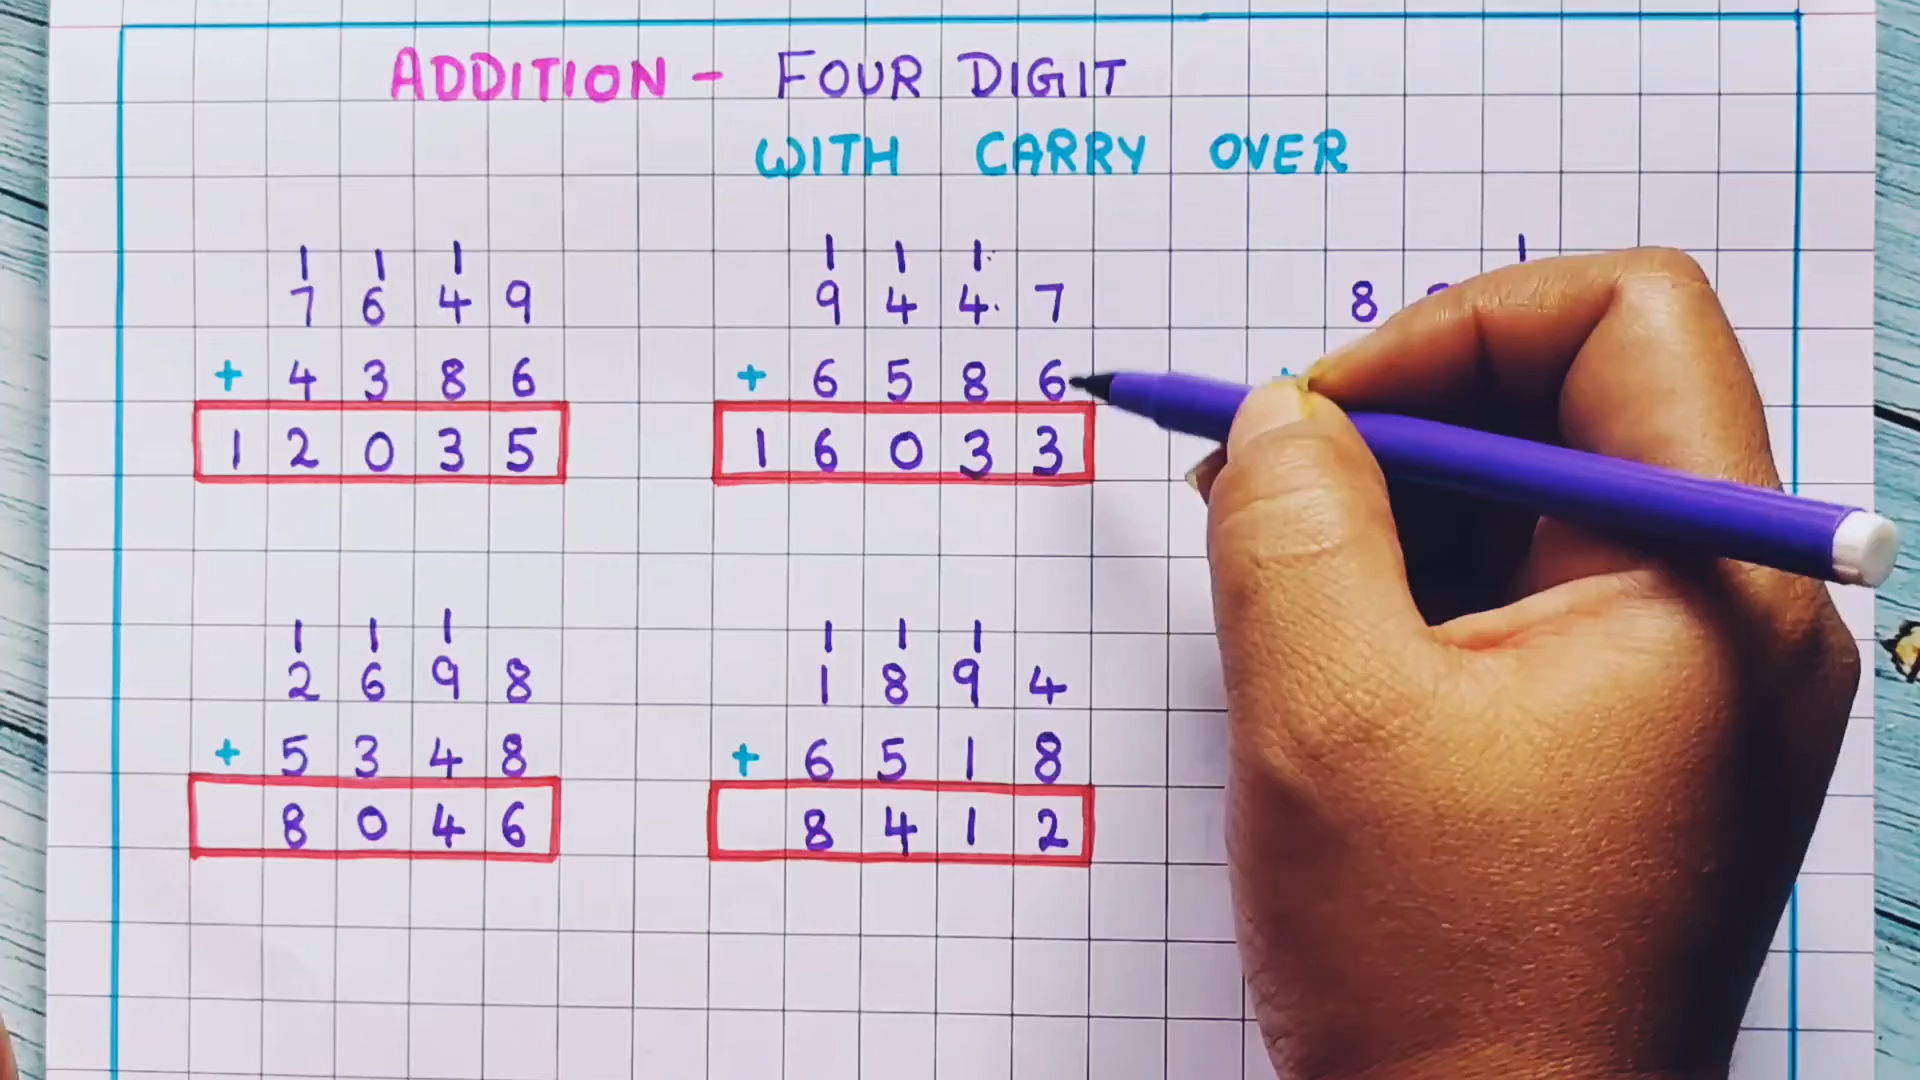 ADDITION - FOUR DIGIT
WITH CARRY OVER
1 1 1
7 6 4 9
+ 4 3 8 6
1 2 0 3 5
1 1 1
9 4 4 7
+ 6 5 8 6
1 6 0 3 3
1
8
1 1 1
2 6 9 8
+ 5 3 4 8
8 0 4 6
1 1 1
1 8 9 4
+ 6 5 1 8
8 4 1 2